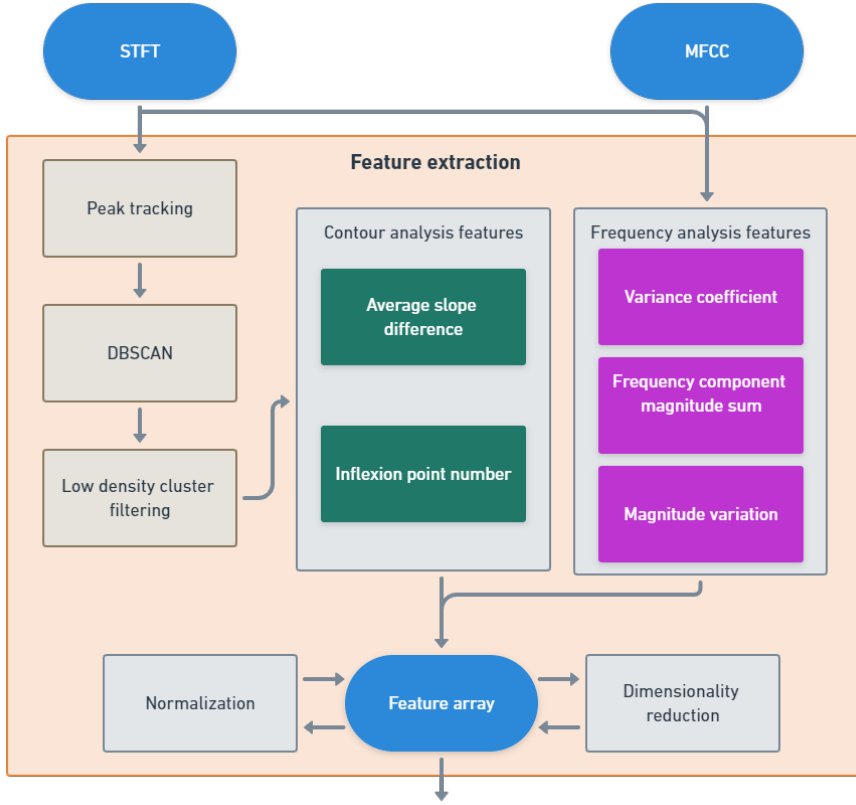 STFT
MFCC
Feature extraction
Peak tracking
DBSCAN
Low density cluster
filtering
Contour analysis features
Average slope
difference
Inflexion point number
Frequency analysis features
Variance coefficient
Frequency component
magnitude sum
Magnitude variation
Normalization
Feature array
Dimensionality
reduction